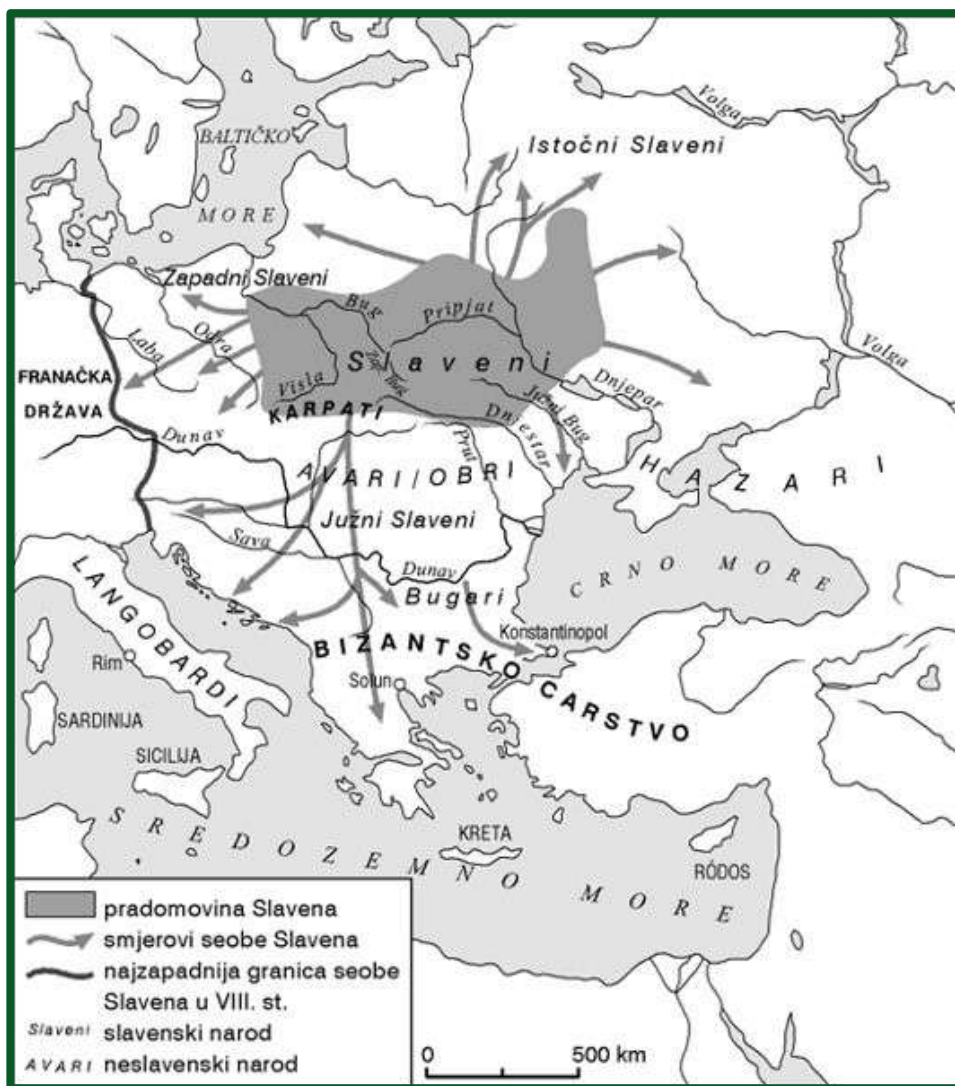 Volga
BALTIČKO
MORE
Istočni Slaveni
Zapadni Slaveni
Bug
Pripjat
Laba
Odra
Slaveni
Zap. Bug
Volga
FRANAČKA
DRŽAVA
Visla
KARPATI
Dnjepar
Južni Bug
Dnjestar
Dunav
Prut
HAZARI
AVARI/OBRI
Južni Slaveni
Sava
Dunav
CRNO MORE
Bugari
LANGOBARDI
Konstantinopol
BIZANTSKO CARSTVO
Rim
Solun
SARDINIJA
SICILIJA
KRETA
RÓDOS
SREDOZEMNO MORE
pradomovina Slavena
smjerovi seobe Slavena
najzapadnija granica seobe
Slavena u VIII. st.
Slaveni slavenski narod
AVARI neslavenski narod
0 500 km